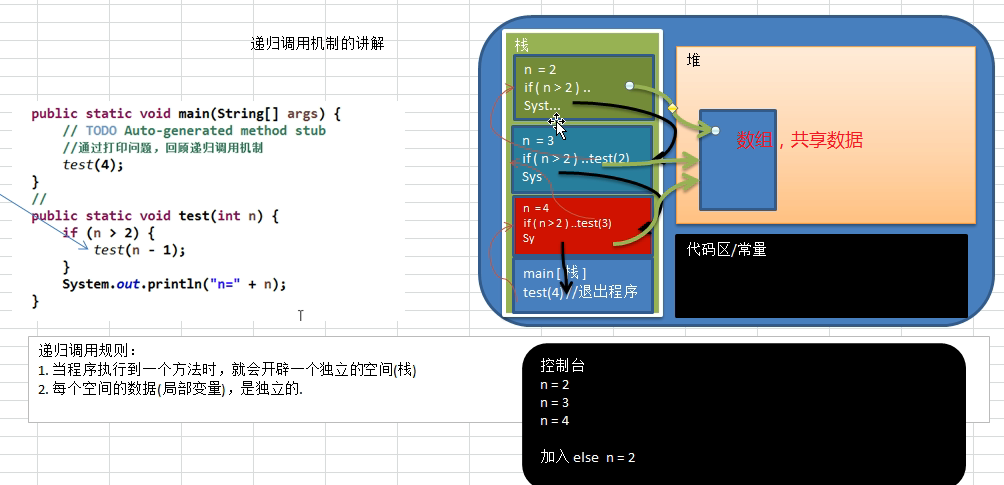 递归调用机制的讲解
public static void main(String[] args) {
// TODO Auto-generated method stub
//通过打印问题，回顾递归调用机制
test(4);
}
//
public static void test(int n) {
if (n > 2) {
test(n - 1);
}
System.out.println("n=" + n);
}
递归调用规则：
1. 当程序执行到一个方法时，就会开辟一个独立的空间(栈)
2. 每个空间的数据(局部变量)，是独立的.
栈
n = 2
if ( n > 2 ) ..
Syst...
n = 3
if ( n > 2 ) ..test(2)
Sys
n = 4
if ( n > 2 ) ..test(3)
Sy
main [ 栈 ]
test(4)//退出程序
堆
数组，共享数据
代码区/常量
控制台
n = 2
n = 3
n = 4
加入 else n = 2